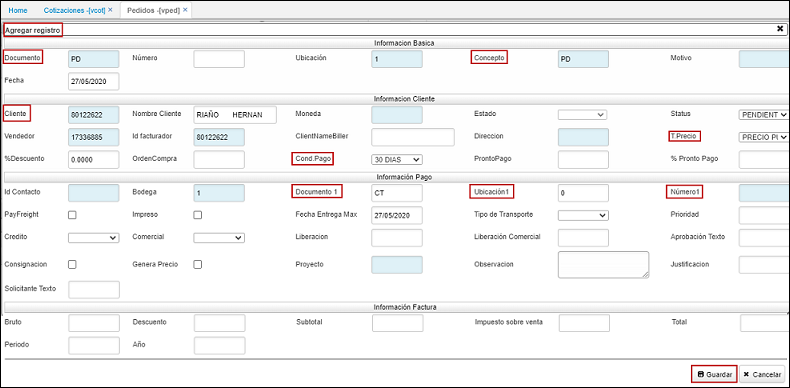 Home Cotizaciones -[vcot] × Pedidos -[vped] ×
Agregar registro ✖
Informacion Basica
Documento PD Número Ubicación 1 Concepto PD Motivo
Fecha 27/05/2020
Informacion Cliente
Cliente 80122622 Nombre Cliente RIAÑO HERNAN Moneda Estado Status PENDIENT
Vendedor 17336885 Id facturador 80122622 ClientNameBiller Direccion T.Precio PRECIO PU
%Descuento 0.0000 OrdenCompra Cond.Pago 30 DIAS ProntoPago % Pronto Pago
Información Pago
Id Contacto Bodega 1 Documento 1 CT Ubicación1 0 Número1
PayFreight Impreso Fecha Entrega Max 27/05/2020 Tipo de Transporte Prioridad
Credito Comercial Liberacion Liberación Comercial Aprobación Texto
Consignacion Genera Precio Proyecto Observacion Justificacion
Solicitante Texto
Información Factura
Bruto Descuento Subtotal Impuesto sobre venta Total
Periodo Año
Guardar ✖ Cancelar